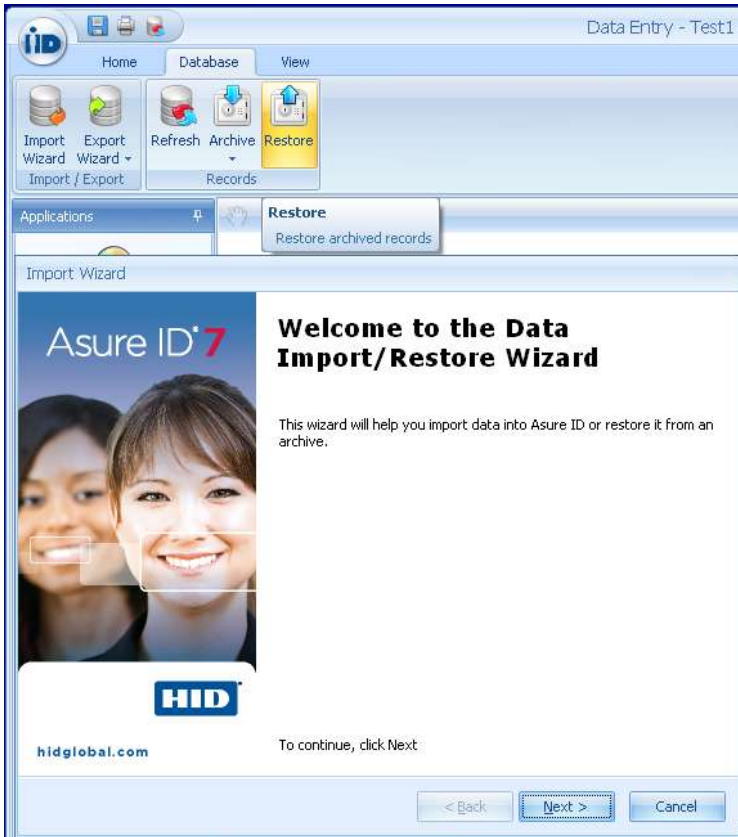 iID
Data Entry - Test1
Home Database View
Import Wizard
Export Wizard
Refresh
Archive
Restore
Import / Export
Records
Applications
Restore
Restore archived records
Import Wizard
Asure ID 7
Welcome to the Data
Import/Restore Wizard
This wizard will help you import data into Asure ID or restore it from an
archive.
HID
hidglobal.com
To continue, click Next
< Back Next > Cancel